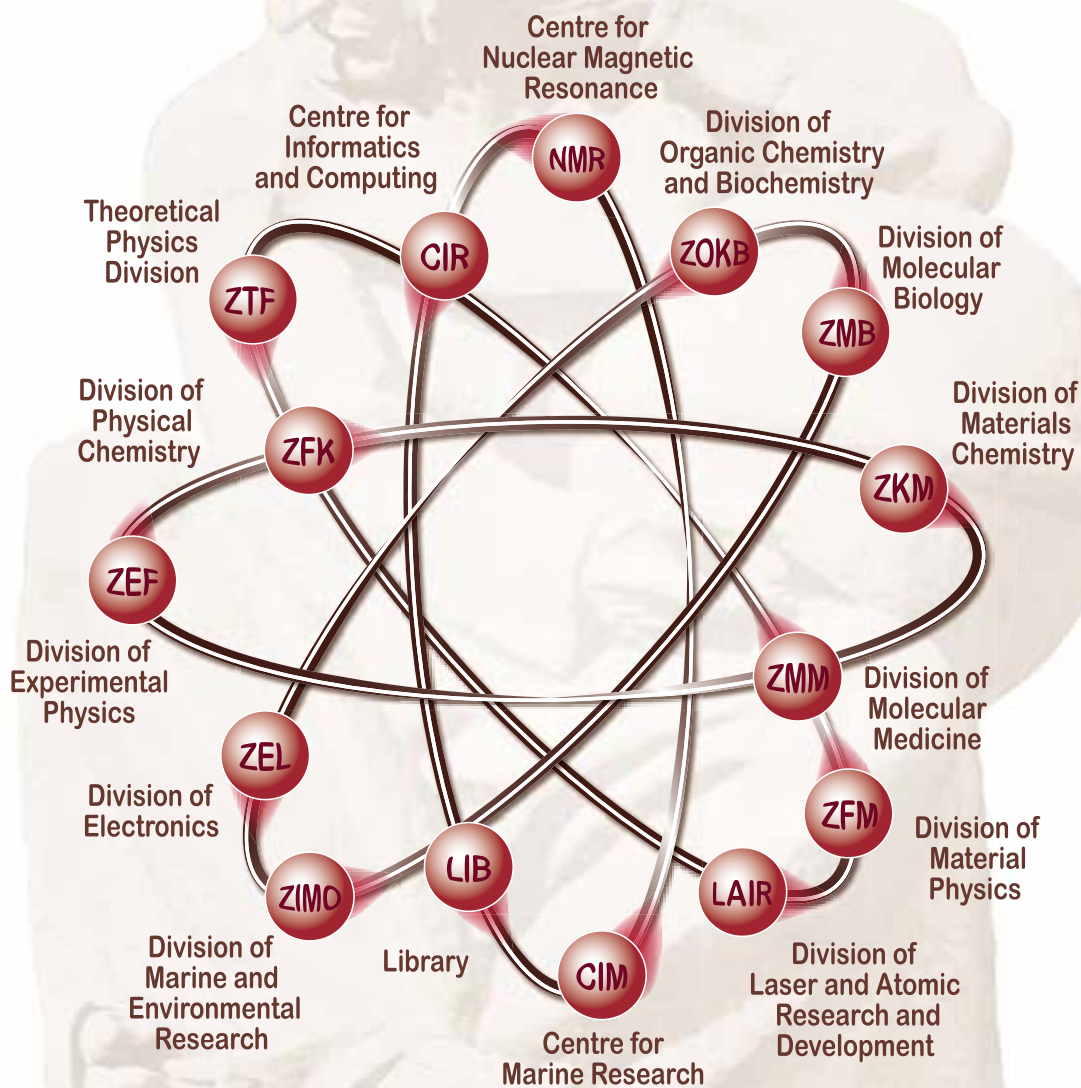 Centre for
Nuclear Magnetic
Resonance
NMR
Centre for
Informatics
and Computing
CIR
Division of
Organic Chemistry
and Biochemistry
ZOKB
Theoretical
Physics
Division
ZTF
Division of
Molecular
Biology
ZMB
Division of
Physical
Chemistry
ZFK
Division of
Materials
Chemistry
ZKM
ZEF
Division of
Experimental
Physics
ZMM
Division of
Molecular
Medicine
ZEL
Division of
Electronics
ZFM
Division of
Material
Physics
ZIMO
Division of
Marine and
Environmental
Research
LIB
Library
LAIR
Division of
Laser and Atomic
Research and
Development
CIM
Centre for
Marine Research